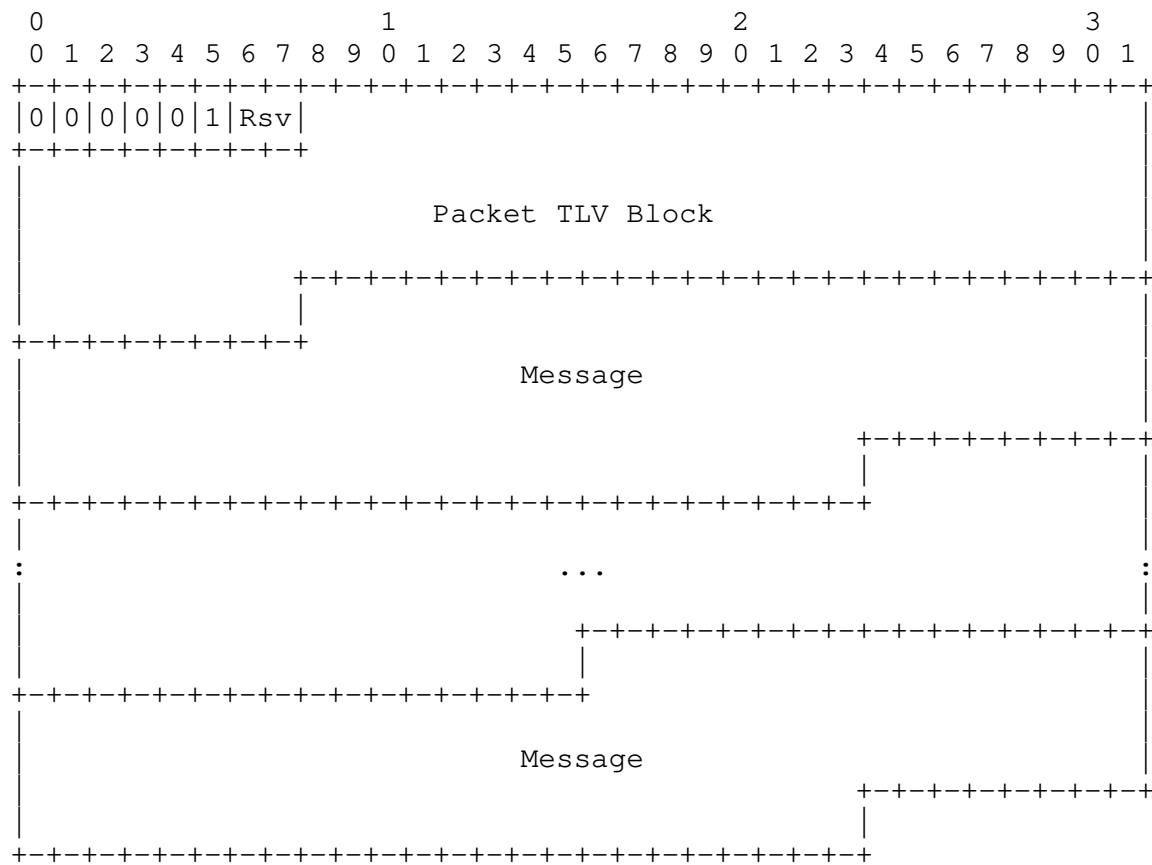 0 1 2 3
0 1 2 3 4 5 6 7 8 9 0 1 2 3 4 5 6 7 8 9 0 1 2 3 4 5 6 7 8 9 0 1
+-+-+-+-+-+-+-+-+-+-+-+-+-+-+-+-+-+-+-+-+-+-+-+-+-+-+-+-+-+-+-+-+
|0|0|0|0|0|1|Rsv| |
+-+-+-+-+-+-+-+-+ |
| |
| Packet TLV Block |
| |
| +-+-+-+-+-+-+-+-+-+-+-+-+-+-+-+-+-+-+-+-+-+-+-+-+
| | |
+-+-+-+-+-+-+-+-+ |
| Message |
| |
| +-+-+-+-+-+-+-+-+
| | |
+-+-+-+-+-+-+-+-+-+-+-+-+-+-+-+-+-+-+-+-+-+-+-+-+ |
| |
: ... :
| |
| +-+-+-+-+-+-+-+-+-+-+-+-+-+-+-+-+
| | |
+-+-+-+-+-+-+-+-+-+-+-+-+-+-+-+-+ |
| |
| Message |
| +-+-+-+-+-+-+-+-+
| |
+-+-+-+-+-+-+-+-+-+-+-+-+-+-+-+-+-+-+-+-+-+-+-+-+